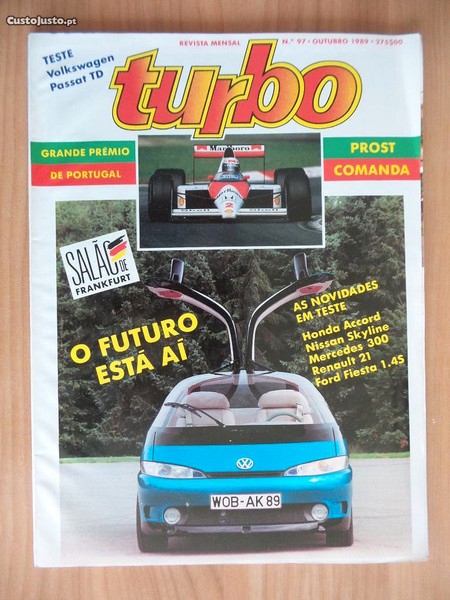 CustoJusto.pt
REVISTA MENSAL
N.º 97 • OUTUBRO 1989 • 275$00
TESTE
Volkswagen
Passat TD
turbo
GRANDE PRÉMIO
DE PORTUGAL
PROST
COMANDA
Marlboro
2
SALÃO
DE
FRANKFURT
O FUTURO
ESTÁ AÍ
AS NOVIDADES
EM TESTE
Honda Accord
Nissan Skyline
Mercedes 300
Renault 21
Ford Fiesta 1.4S
WOB-AK 89